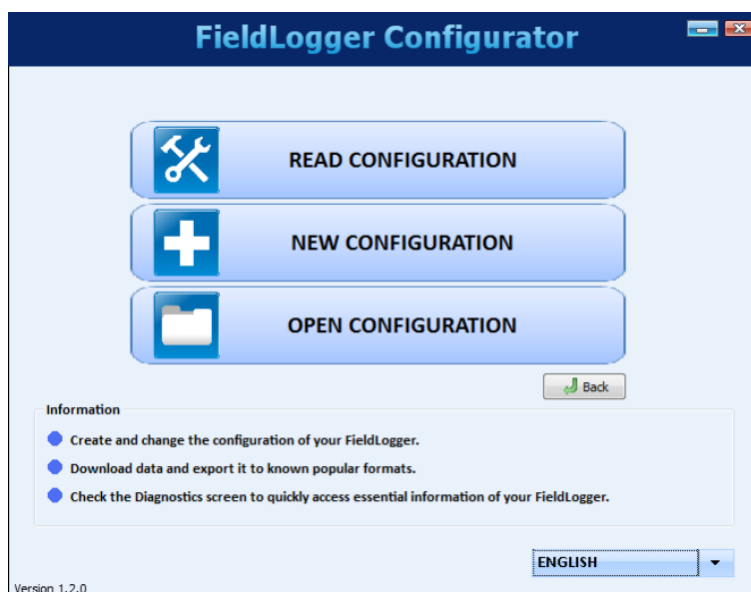 FieldLogger Configurator
READ CONFIGURATION
NEW CONFIGURATION
OPEN CONFIGURATION
Back
Information
Create and change the configuration of your FieldLogger.
Download data and export it to known popular formats.
Check the Diagnostics screen to quickly access essential information of your FieldLogger.
ENGLISH
Version 1.2.0